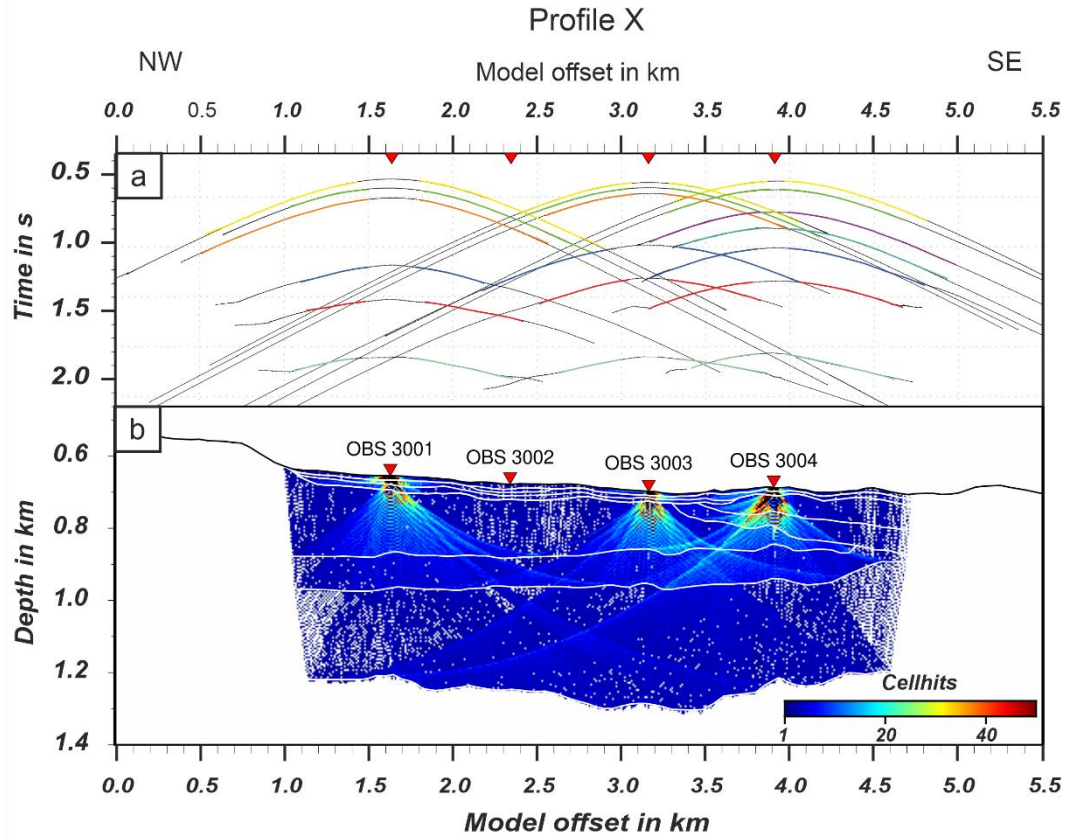 Profile X
NW
SE
Model offset in km
0.0 0.5 1.0 1.5 2.0 2.5 3.0 3.5 4.0 4.5 5.0 5.5
a
0.5
1.0
1.5
2.0
Time in s
b
OBS 3001
OBS 3002
OBS 3003
OBS 3004
0.6
0.8
1.0
1.2
1.4
Depth in km
Cellhits
1 20 40
0.0 0.5 1.0 1.5 2.0 2.5 3.0 3.5 4.0 4.5 5.0 5.5
Model offset in km